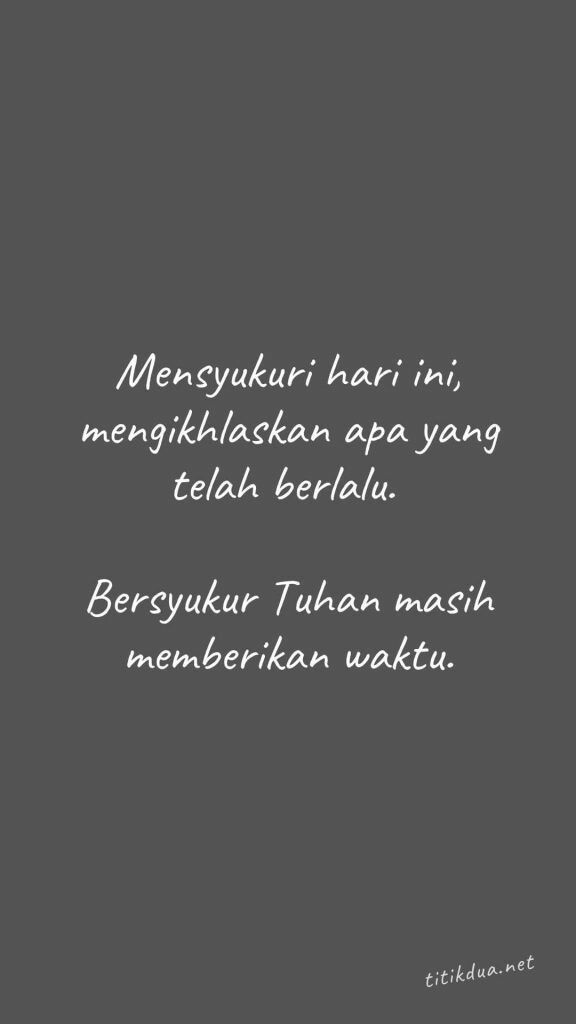 Mensyukuri hari ini,
mengikhlaskan apa yang
telah berlalu.
Bersyukur Tuhan masih
memberikan waktu.
titikdua.net